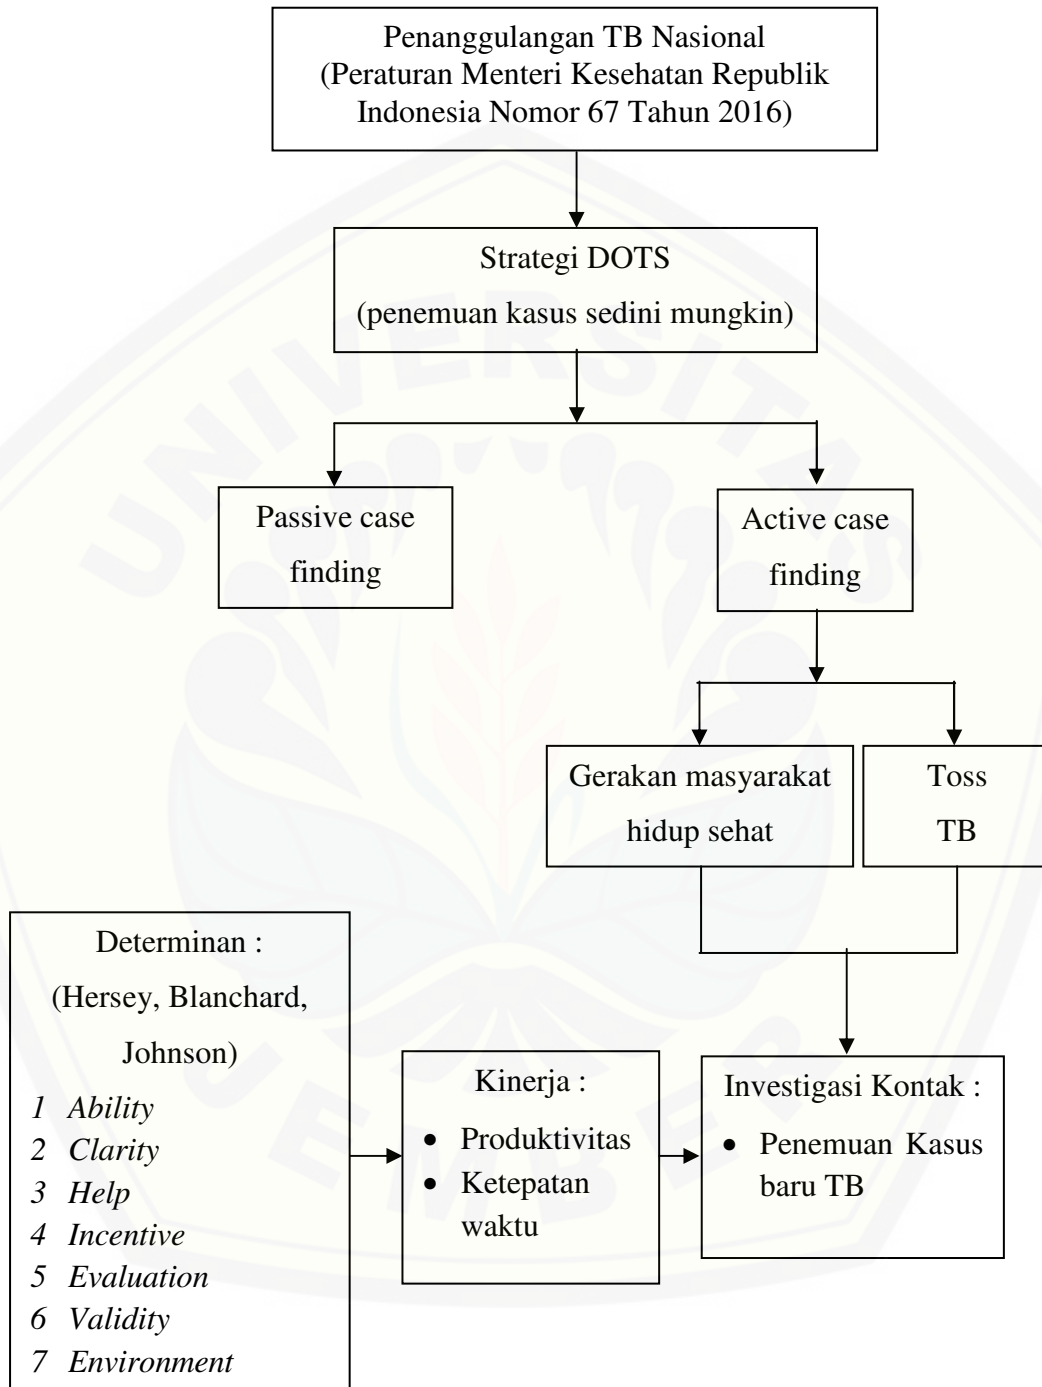 Penanggulangan TB Nasional
(Peraturan Menteri Kesehatan Republik
Indonesia Nomor 67 Tahun 2016)
Strategi DOTS
(penemuan kasus sedini mungkin)
Passive case
finding
Active case
finding
Gerakan masyarakat
hidup sehat
Toss
TB
Determinan :
(Hersey, Blanchard,
Johnson)
1 Ability
2 Clarity
3 Help
4 Incentive
5 Evaluation
6 Validity
7 Environment
Kinerja :
• Produktivitas
• Ketepatan
waktu
Investigasi Kontak :
• Penemuan Kasus
baru TB
UNIVERSITAS
JEMBER